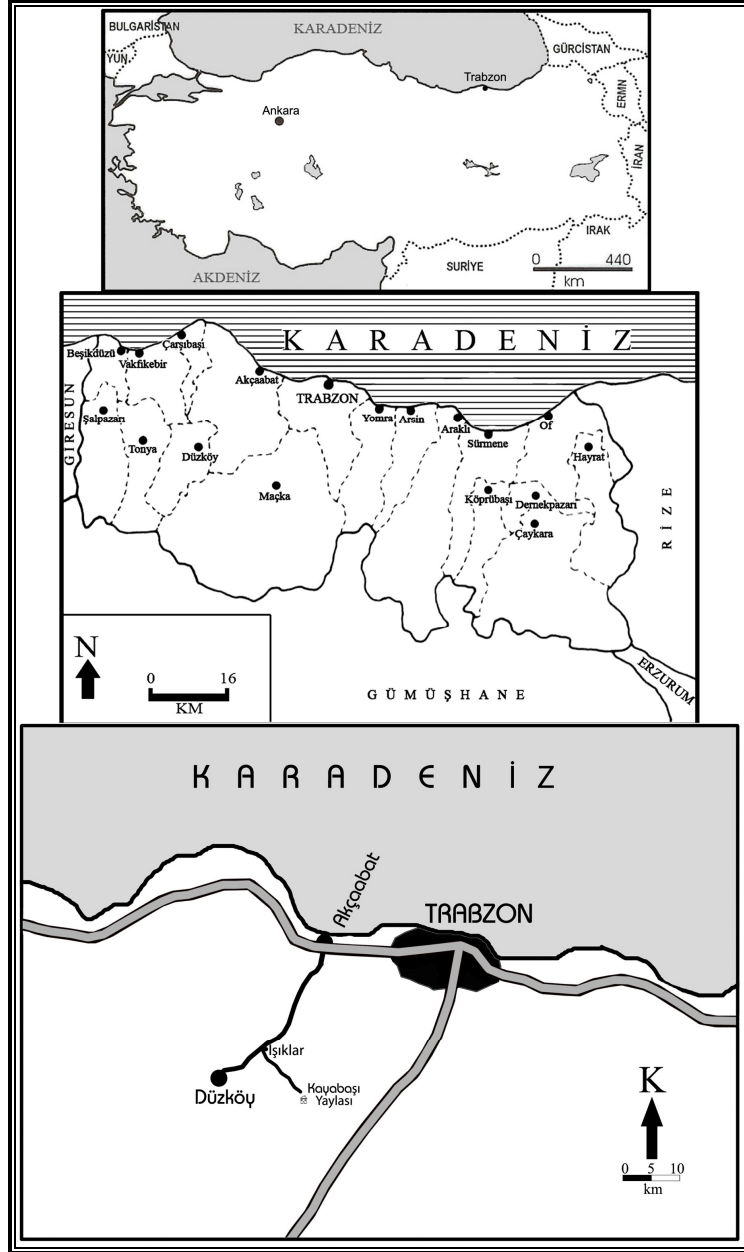 BULGARİSTAN
KARADENİZ
GÜRCİSTAN
YUN.
Trabzon
ERMN
Ankara
İRAN
IRAK
SURİYE
AKDENİZ
0 440
km
KARADENİZ
Çarşıbaşı
Beşikdüzü
Vakfıkebir
Akçaabat
TRABZON
GİRESUN
Şalpazarı
Yomra
Arsin
Araklı
Of
Sürmene
Tonya
Düzköy
Hayrat
Maçka
Köprübaşı
Dernekpazarı
Çaykara
RİZE
N
0 16
KM
GÜMÜŞHANE
ERZURUM
KARADENİZ
Akçaabat
TRABZON
Işıklar
Düzköy
Kayabaşı
Yaylası
K
0 5 10
km